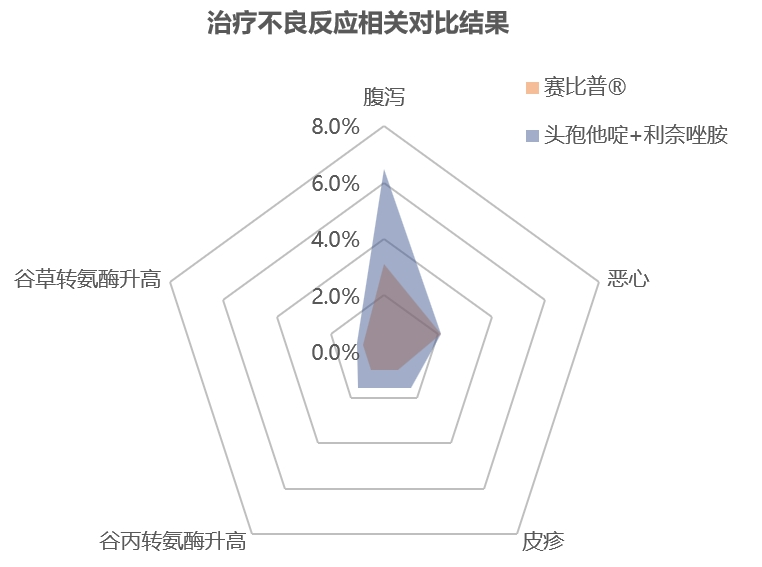 治疗不良反应相关对比结果
赛比普®
头孢他啶+利奈唑胺
腹泻
8.0%
6.0%
4.0%
2.0%
0.0%
恶心
皮疹
谷丙转氨酶升高
谷草转氨酶升高